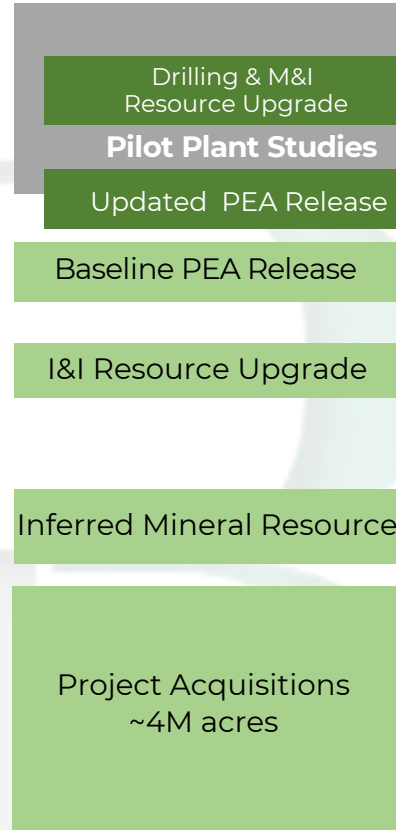 Drilling & M&I
Resource Upgrade
Pilot Plant Studies
Updated PEA Release
Baseline PEA Release
I&I Resource Upgrade
Inferred Mineral Resource
Project Acquisitions
~4M acres